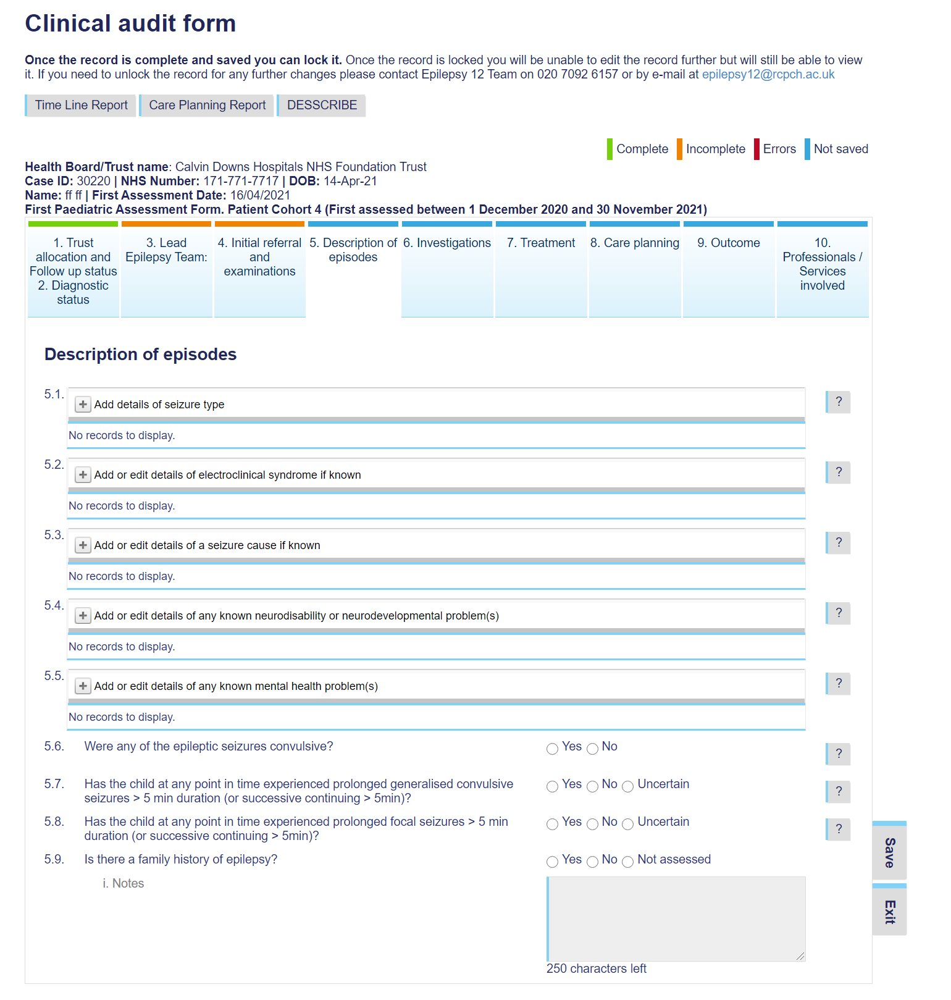 Clinical audit form
Once the record is complete and saved you can lock it. Once the record is locked you will be unable to edit the record further but will still be able to view
it. If you need to unlock the record for any further changes please contact Epilepsy 12 Team on 020 7092 6157 or by e-mail at epilepsy12@rcpch.ac.uk
Time Line Report Care Planning Report DESSCRIBE
Complete Incomplete Errors Not saved
Health Board/Trust name: Calvin Downs Hospitals NHS Foundation Trust
Case ID: 30220 | NHS Number: 171-771-7717 | DOB: 14-Apr-21
Name: ff ff | First Assessment Date: 16/04/2021
First Paediatric Assessment Form. Patient Cohort 4 (First assessed between 1 December 2020 and 30 November 2021)
1. Trust
allocation and
Follow up status
2. Diagnostic
status
3. Lead
Epilepsy Team:
4. Initial referral
and
examinations
5. Description of
episodes
6. Investigations
7. Treatment
8. Care planning
9. Outcome
10.
Professionals /
Services
involved
Description of episodes
5.1. + Add details of seizure type ?
No records to display.
5.2. + Add or edit details of electroclinical syndrome if known ?
No records to display.
5.3. + Add or edit details of a seizure cause if known ?
No records to display.
5.4. + Add or edit details of any known neurodisability or neurodevelopmental problem(s) ?
No records to display.
5.5. + Add or edit details of any known mental health problem(s) ?
No records to display.
5.6. Were any of the epileptic seizures convulsive? Yes No ?
5.7. Has the child at any point in time experienced prolonged generalised convulsive Yes No Uncertain ?
seizures > 5 min duration (or successive continuing > 5min)?
5.8. Has the child at any point in time experienced prolonged focal seizures > 5 min Yes No Uncertain ?
duration (or successive continuing > 5min)?
5.9. Is there a family history of epilepsy? Yes No Not assessed
i. Notes
250 characters left
Save
Exit